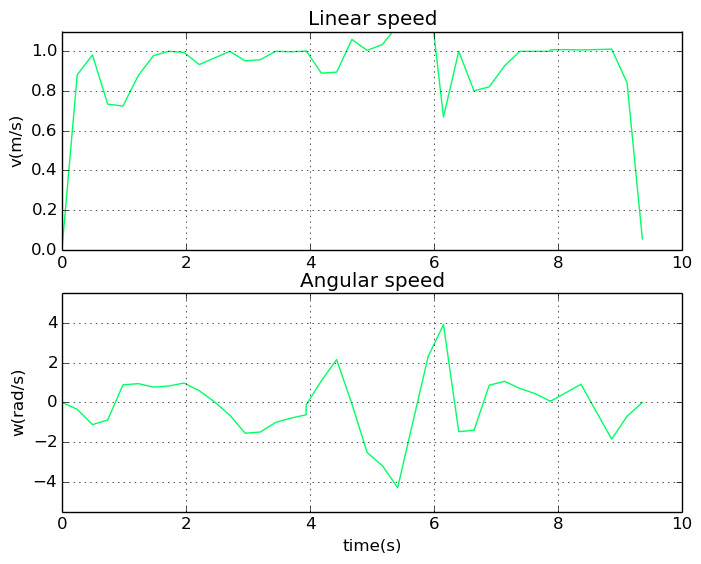 Linear speed
1.0
0.8
0.6
0.4
0.2
0.0
v(m/s)
0 2 4 6 8 10
Angular speed
4
2
0
−2
−4
w(rad/s)
0 2 4 6 8 10
time(s)